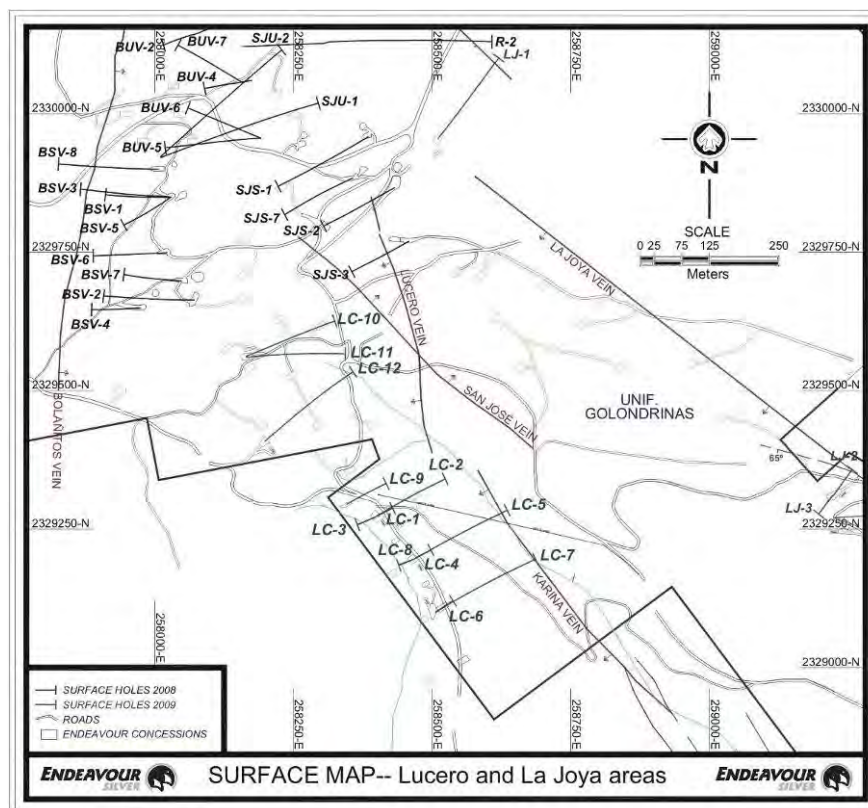 BUV-2
BUV-7
258000-E
SJU-2
258250-E
258500-E
R-2
LJ-1
258750-E
259000-E
BUV-4
2330000-N
BUV-6
SJU-1
2330000-N
BUV-5
BSV-8
BSV-3
BSV-1
SJS-1
N
BSV-5
SJS-7
SJS-2
SCALE
2329750-N
LA JOYA VEIN
2329750-N
BSV-6
0 25 75 125 250
Meters
BSV-7
SJS-3
LUCERO VEIN
BSV-2
BSV-4
LC-10
LC-11
LC-12
2329500-N
BOLANITOS VEIN
SAN JOSÉ VEIN
UNIF.
GOLONDRINAS
2329500-N
65°
LJ-2
LC-2
LC-9
LC-5
LC-1
LJ-3
2329250-N
LC-3
2329250-N
LC-8
LC-4
LC-7
KARINA VEIN
LC-6
2329000-N
258000-E
258250-E
258500-E
258750-E
259000-E
SURFACE HOLES 2008
SURFACE HOLES 2009
ROADS
ENDEAVOUR CONCESSIONS
ENDEAVOUR
SILVER
SURFACE MAP-- Lucero and La Joya areas
ENDEAVOUR
SILVER